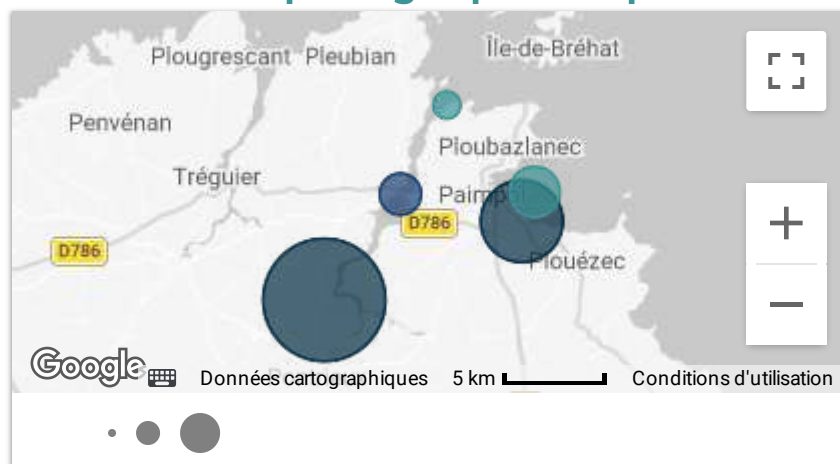 Plougrescant Pleubian Île-de-Bréhat
Penvénan
Ploubazlanec
Tréguier
D786
D786
Plouézec
Google
Données cartographiques 5 km Conditions d'utilisation